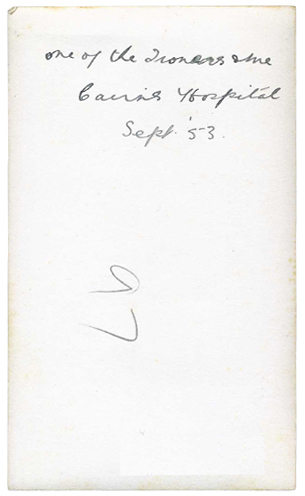 one of the Ironers & me
Cairns Hospital
Sept. '53.